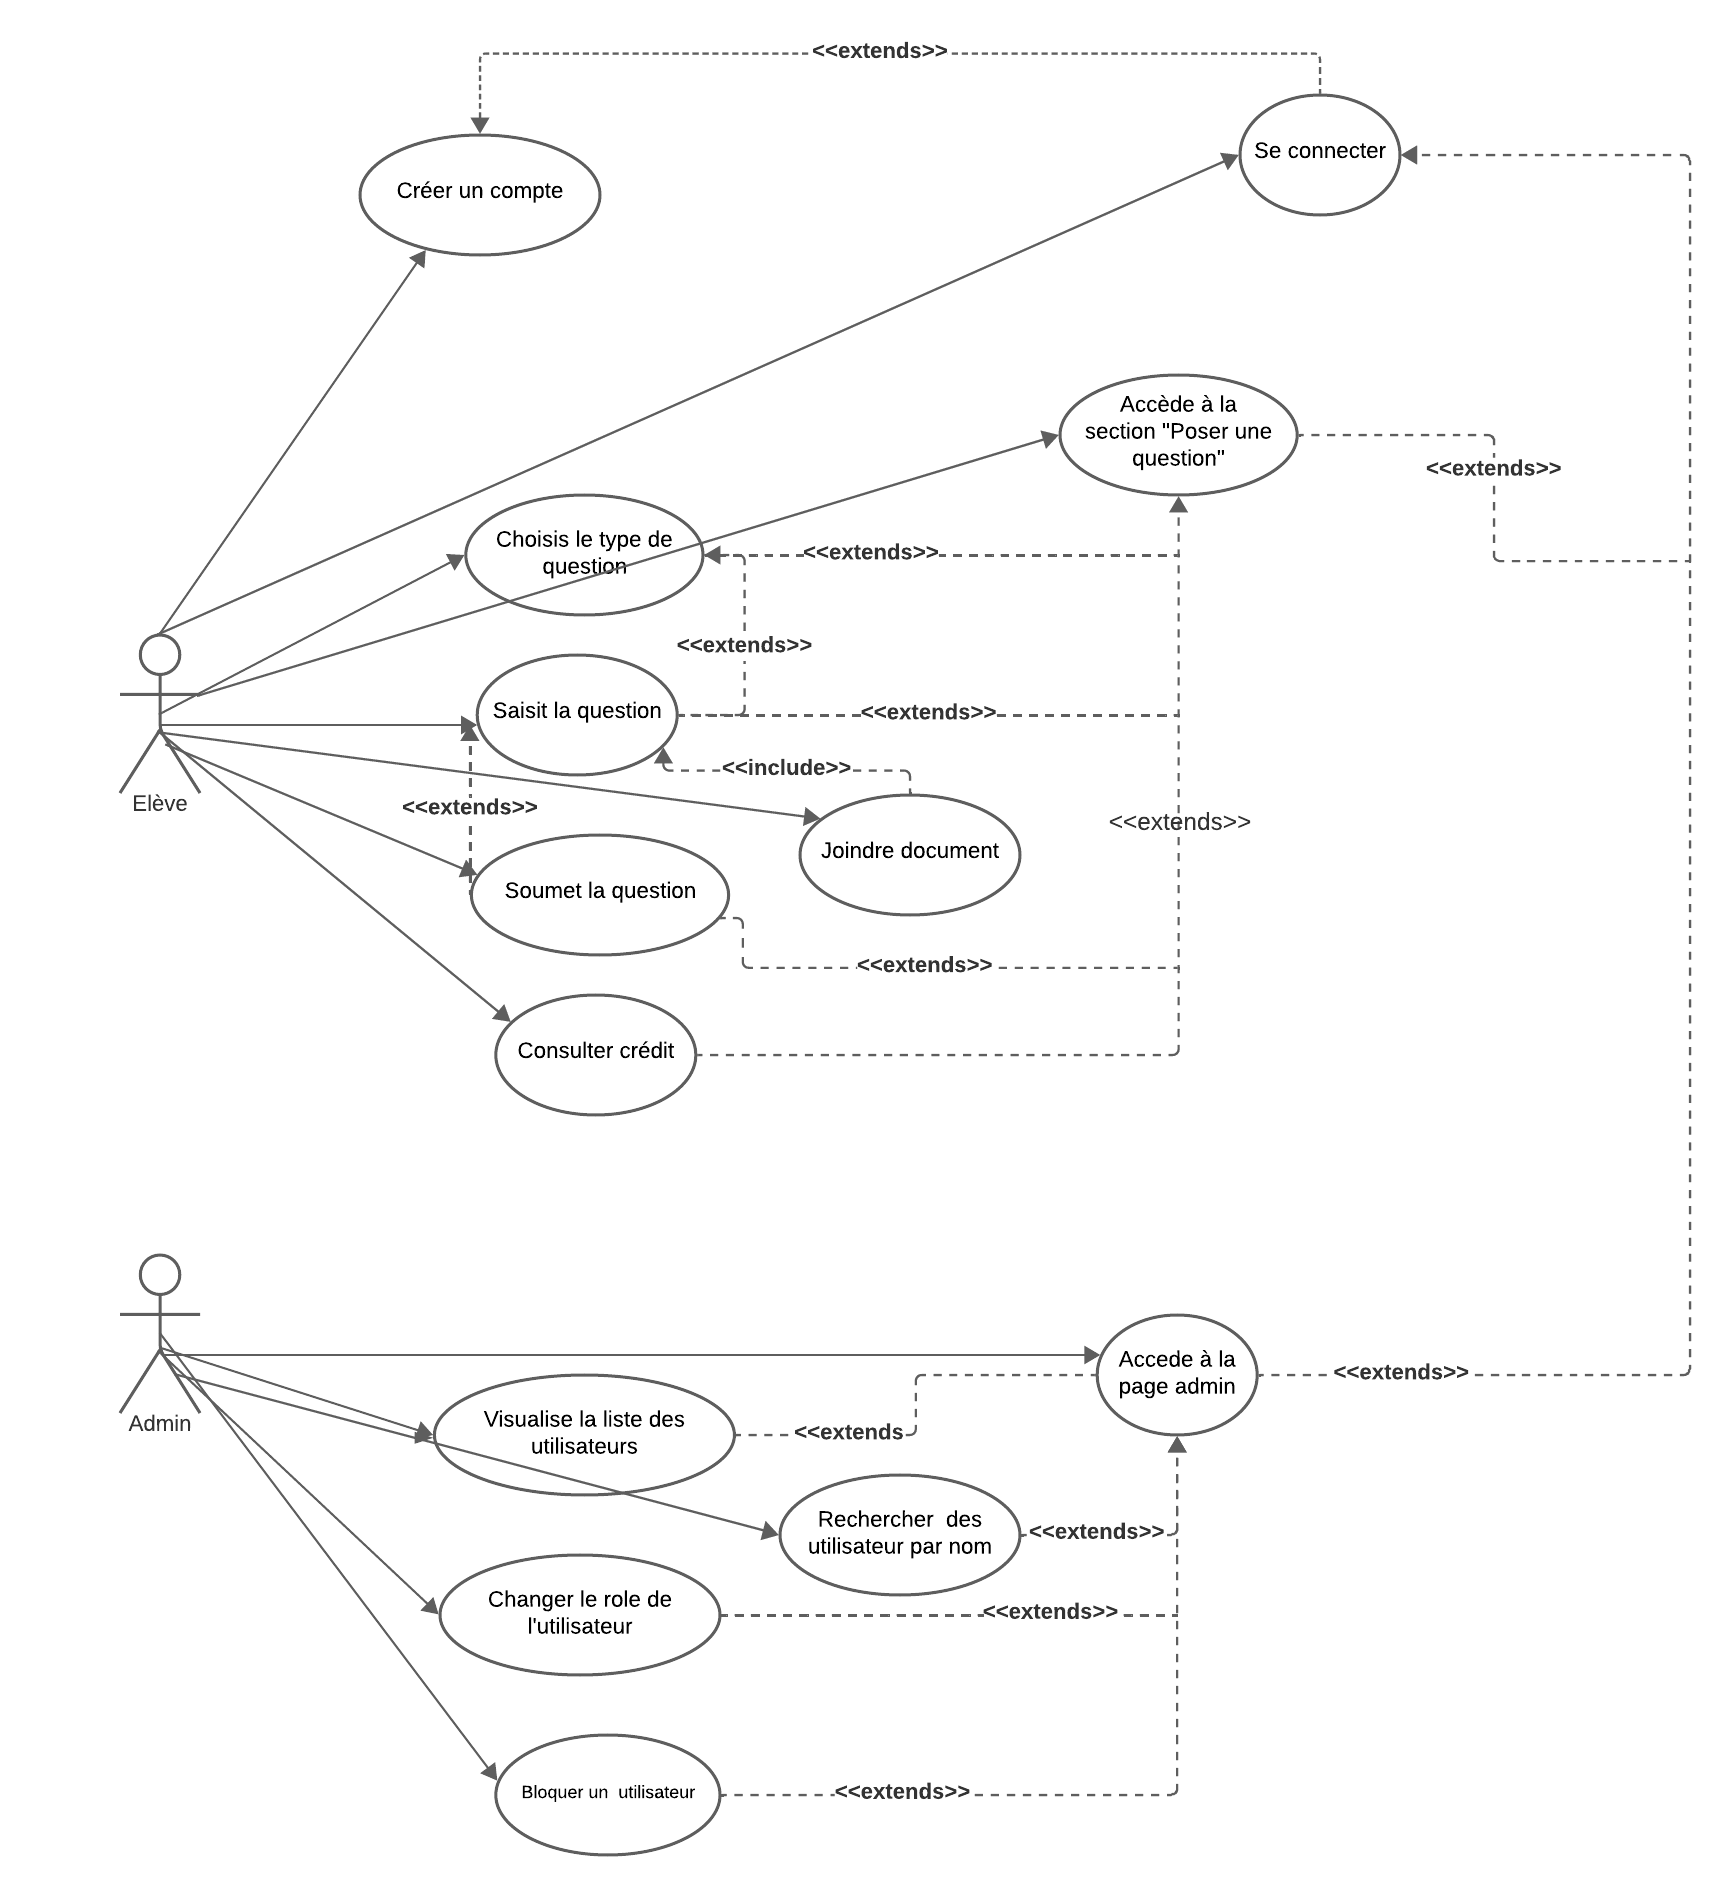 <<extends>>
Se connecter
Créer un compte
Accède à la
section "Poser une
question"
<<extends>>
Choisis le type de
question
<<extends>>
<<extends>>
Saisit la question
<<extends>>
<<include>>
Elève
<<extends>>
<<extends>>
Joindre document
Soumet la question
<<extends>>
Consulter crédit
Accede à la
page admin
<<extends>>
Admin
Visualise la liste des
utilisateurs
<<extends
Rechercher  des
utilisateur par nom
<<extends>>
Changer le role de
l'utilisateur
<<extends>>
Bloquer un  utilisateur
<<extends>>